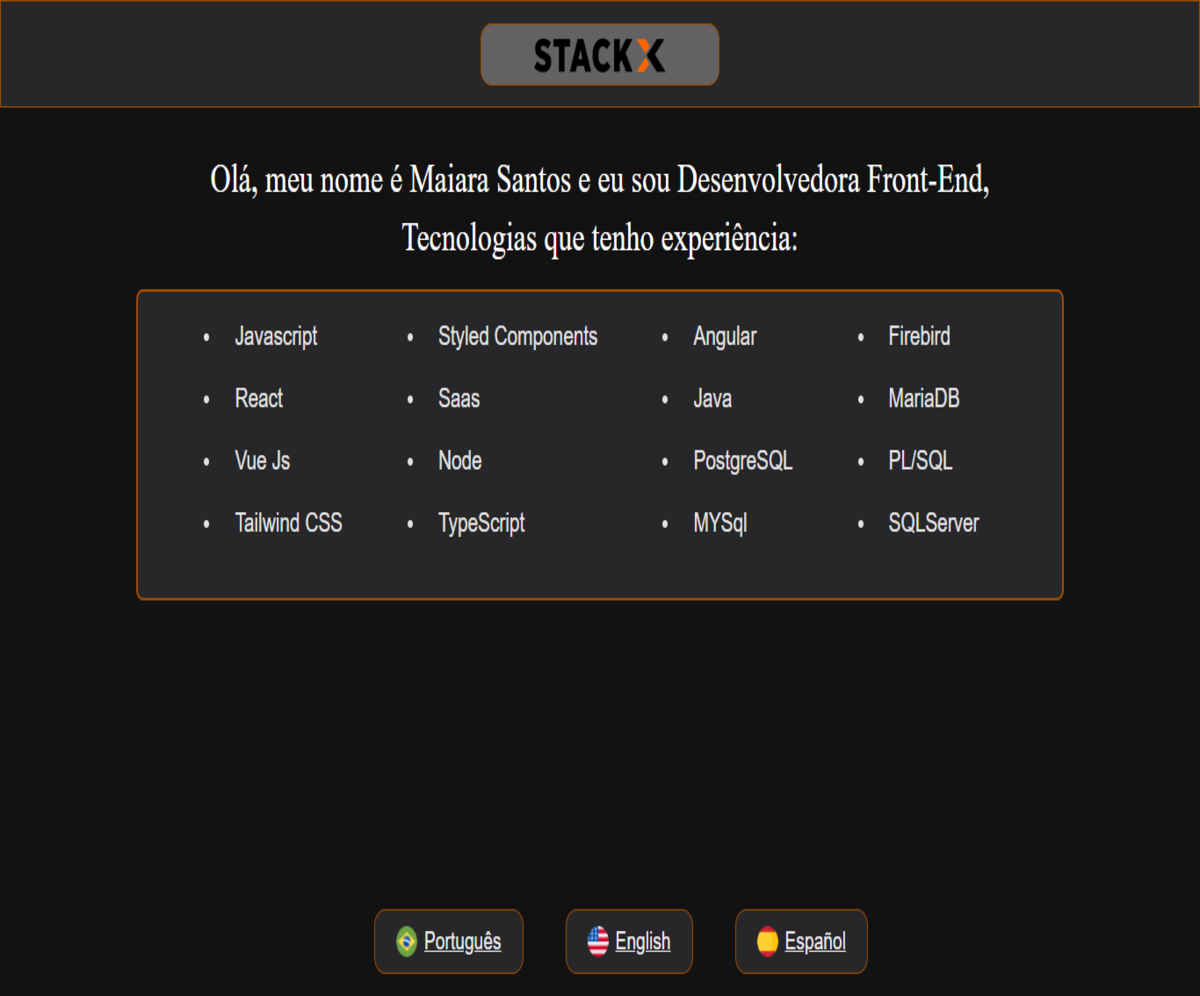 STACKX
Olá, meu nome é Maiara Santos e eu sou Desenvolvedora Front-End,
Tecnologias que tenho experiência:
• Javascript
• React
• Vue Js
• Tailwind CSS
• Styled Components
• Saas
• Node
• TypeScript
• Angular
• Java
• PostgreSQL
• MYSql
• Firebird
• MariaDB
• PL/SQL
• SQLServer
Português
English
Español